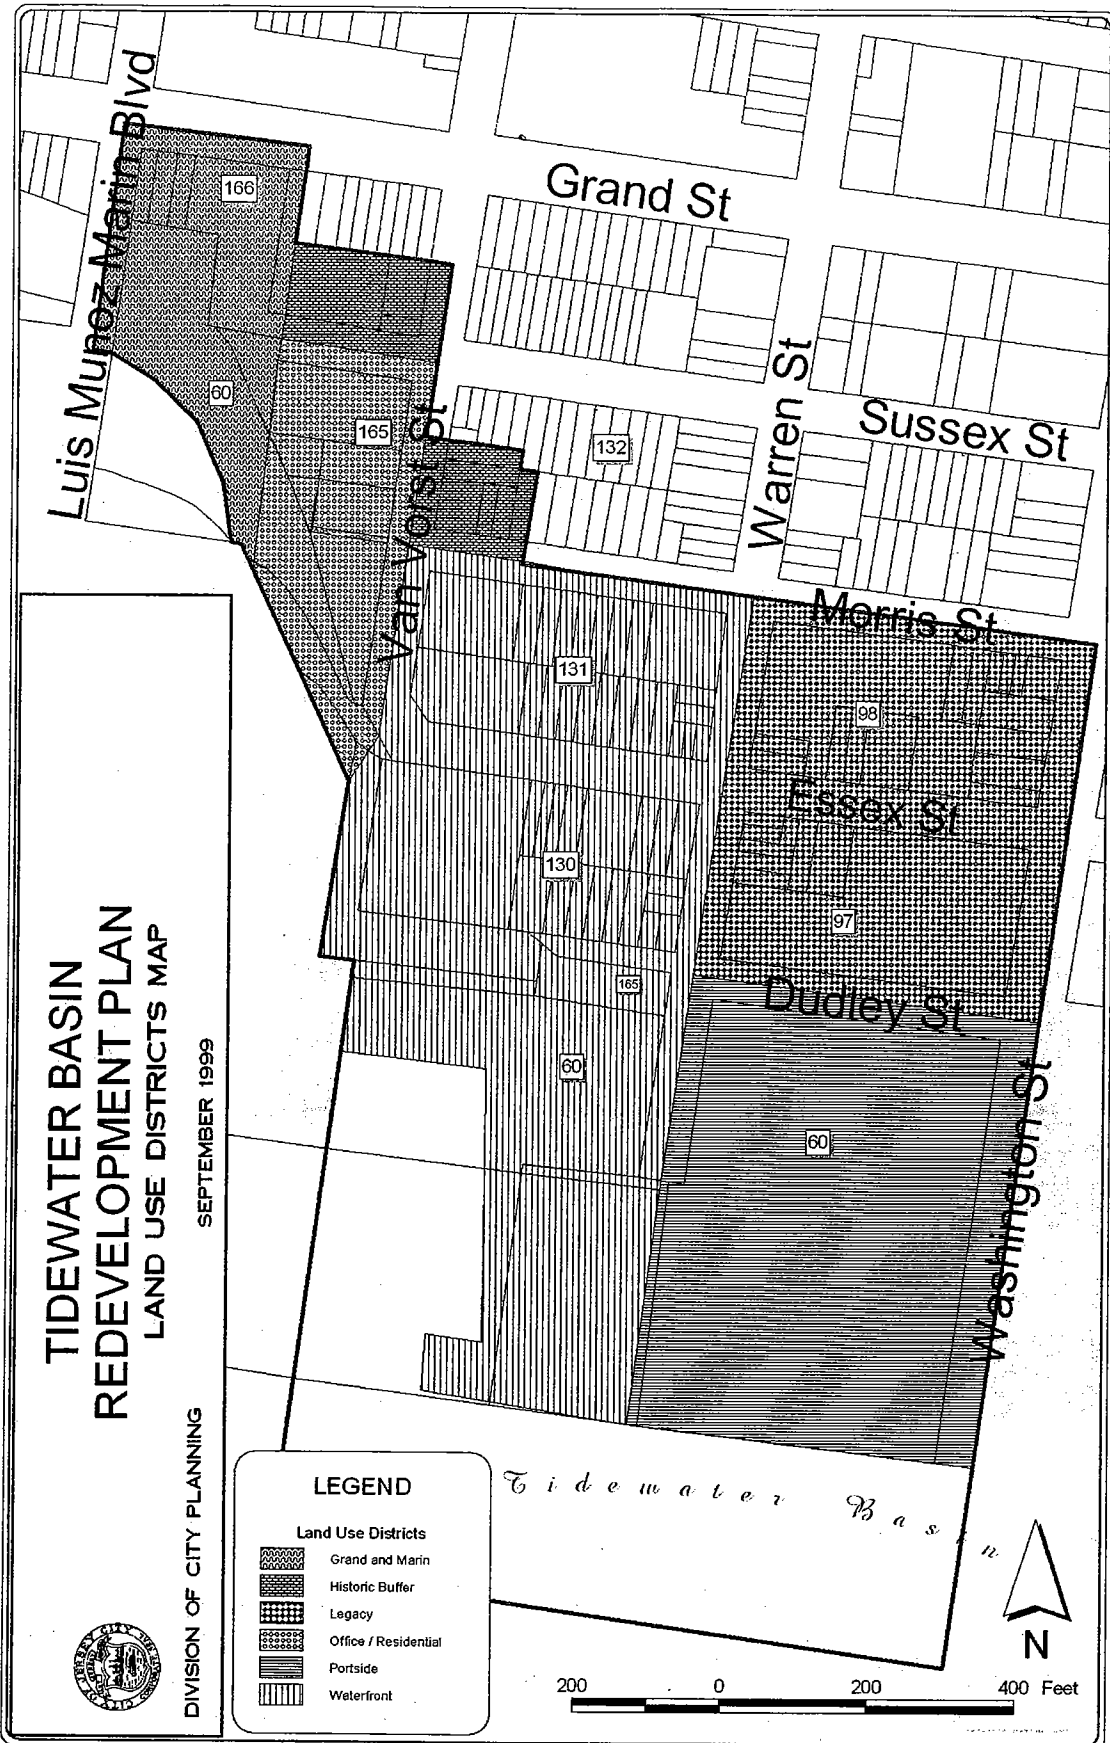 Luis Munoz Marin Blvd
166
Grand St
60
165
Van Vorst St
132
Warren St
Sussex St
Morris St
131
98
Essex St
130
97
165
Dudley St
60
60
Washington St
TIDEWATER BASIN
REDEVELOPMENT PLAN
LAND USE DISTRICTS MAP
SEPTEMBER 1999
DIVISION OF CITY PLANNING
LEGEND
Land Use Districts
Grand and Marin
Historic Buffer
Legacy
Office / Residential
Portside
Waterfront
Tidewater Basin
N
200 0 200 400 Feet